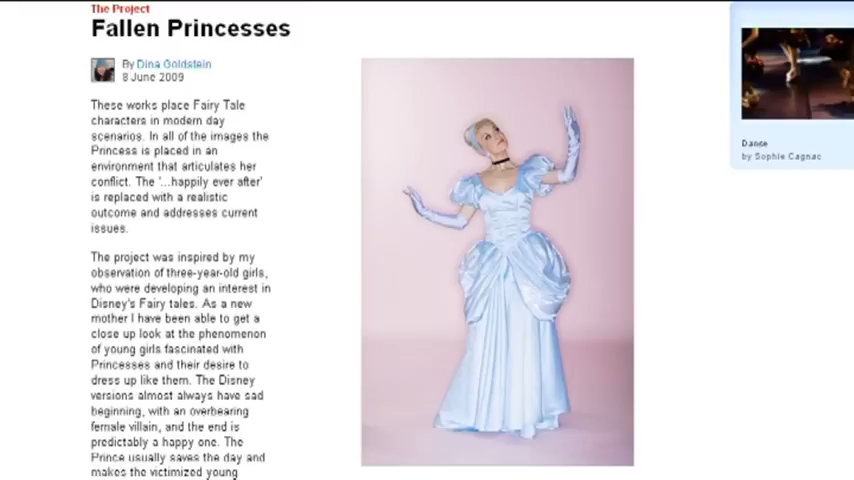 The Project
Fallen Princesses
By Dina Goldstein
8 June 2009
These works place Fairy Tale
characters in modern day
scenarios. In all of the images the
Princess is placed in an
environment that articulates her
conflict. The '...happily ever after'
is replaced with a realistic
outcome and addresses current
issues.
The project was inspired by my
observation of three-year-old girls,
who were developing an interest in
Disney's Fairy tales. As a new
mother I have been able to get a
close up look at the phenomenon
of young girls fascinated with
Princesses and their desire to
dress up like them. The Disney
versions almost always have sad
beginning, with an overbearing
female villain, and the end is
predictably a happy one. The
Prince usually saves the day and
makes the victimized young
Danse
by Sophie Cagnac